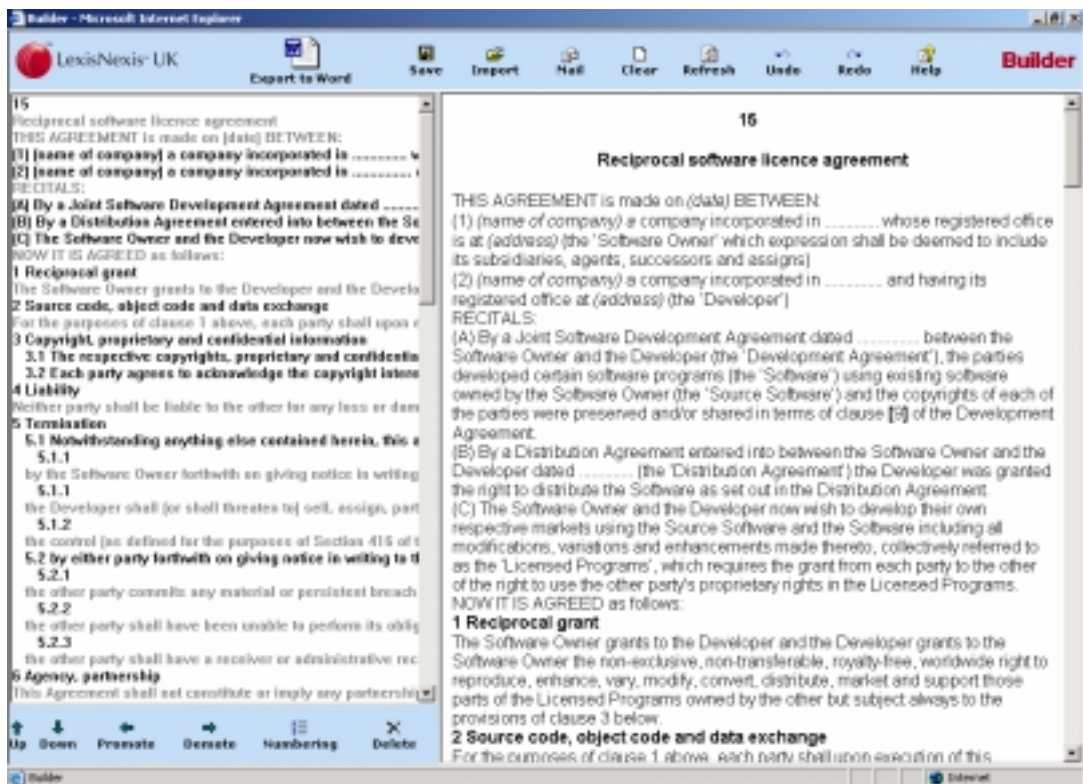 Builder - Microsoft Internet Explorer
LexisNexis™ UK
Export to Word
Save
Import
Mail
Clear
Refresh
Undo
Redo
Help
Builder
15
Reciprocal software licence agreement
THIS AGREEMENT is made on [date] BETWEEN:
[1] [name of company] a company incorporated in .......... w
[2] [name of company] a company incorporated in ..........
RECITALS:
[A] By a Joint Software Development Agreement dated ......
[B] By a Distribution Agreement entered into between the So
[C] The Software Owner and the Developer now wish to deve
NOW IT IS AGREED as follows:
1 Reciprocal grant
The Software Owner grants to the Developer and the Develo
2 Source code, object code and data exchange
For the purposes of clause 1 above, each party shall upon e
3 Copyright, proprietary and confidential information
3.1 The respective copyrights, proprietary and confidentia
3.2 Each party agrees to acknowledge the copyright intere
4 Liability
Neither party shall be liable to the other for any loss or dam
5 Termination
5.1 Notwithstanding anything else contained herein, this a
5.1.1
by the Software Owner forthwith on giving notice in writing
5.1.1
the Developer shall [or shall threaten to] sell, assign, part
5.1.2
the control [as defined for the purposes of Section 416 of t
5.2 by either party forthwith on giving notice in writing to th
5.2.1
the other party commits any material or persistent breach
5.2.2
the other party shall have been unable to perform its oblig
5.2.3
the other party shall have a receiver or administrative rec
6 Agency, partnership
This Agreement shall not constitute or imply any partnership
Up
Down
Promote
Demote
Numbering
Delete
15
Reciprocal software licence agreement
THIS AGREEMENT is made on (date) BETWEEN:
(1) (name of company) a company incorporated in .......... whose registered office
is at (address) (the 'Software Owner' which expression shall be deemed to include
its subsidiaries, agents, successors and assigns)
(2) (name of company) a company incorporated in .......... and having its
registered office at (address) (the 'Developer')
RECITALS:
(A) By a Joint Software Development Agreement dated .......... between the
Software Owner and the Developer (the 'Development Agreement'), the parties
developed certain software programs (the 'Software') using existing software
owned by the Software Owner (the 'Source Software') and the copyrights of each of
the parties were preserved and/or shared in terms of clause [9] of the Development
Agreement.
(B) By a Distribution Agreement entered into between the Software Owner and the
Developer dated .......... (the 'Distribution Agreement') the Developer was granted
the right to distribute the Software as set out in the Distribution Agreement.
(C) The Software Owner and the Developer now wish to develop their own
respective markets using the Source Software and the Software including all
modifications, variations and enhancements made thereto, collectively referred to
as the 'Licensed Programs', which requires the grant from each party to the other
of the right to use the other party's proprietary rights in the Licensed Programs.
NOW IT IS AGREED as follows:
1 Reciprocal grant
The Software Owner grants to the Developer and the Developer grants to the
Software Owner the non-exclusive, non-transferable, royalty-free, worldwide right to
reproduce, enhance, vary, modify, convert, distribute, market and support those
parts of the Licensed Programs owned by the other but subject always to the
provisions of clause 3 below.
2 Source code, object code and data exchange
For the purposes of clause 1 above, each party shall upon execution of this
Builder
Internet